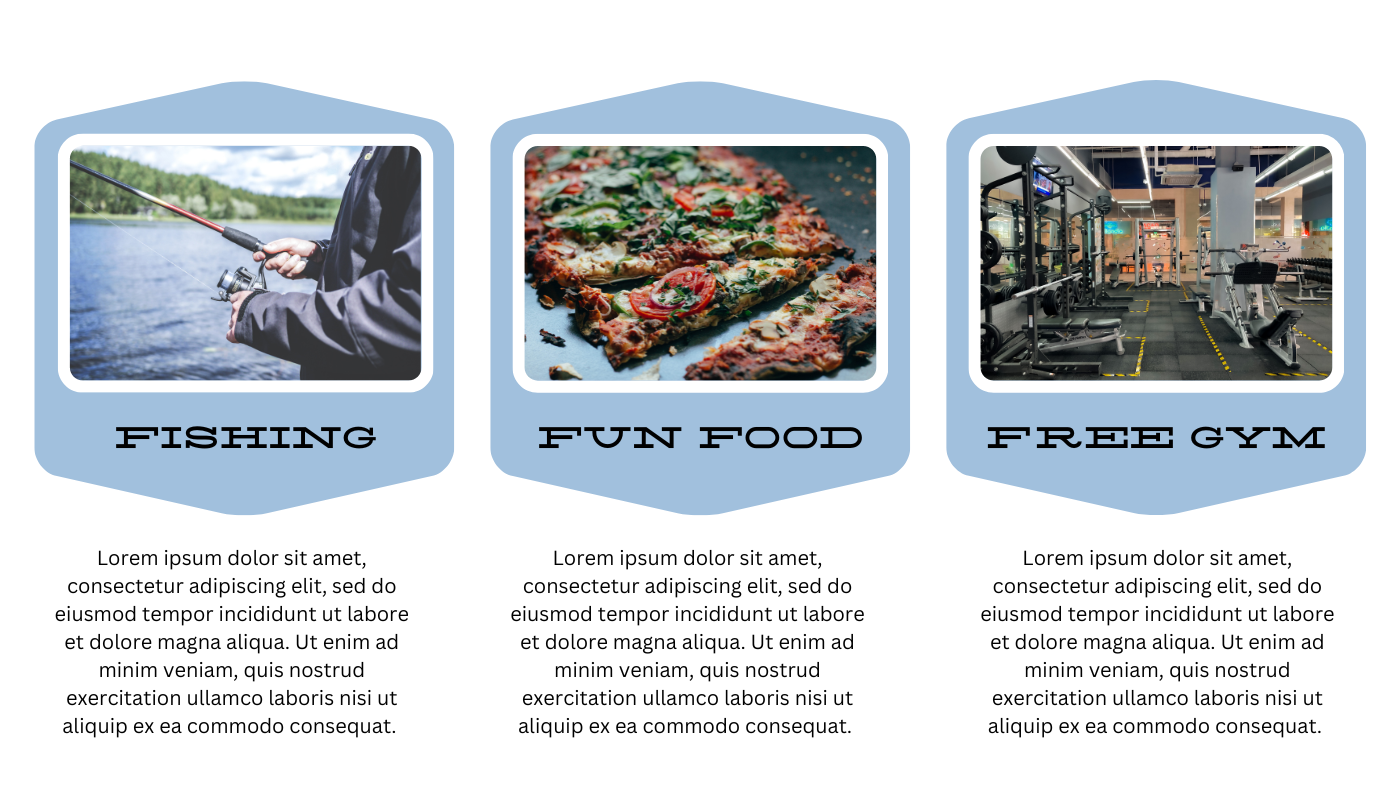 FISHING
Lorem ipsum dolor sit amet,
consectetur adipiscing elit, sed do
eiusmod tempor incididunt ut labore
et dolore magna aliqua. Ut enim ad
minim veniam, quis nostrud
exercitation ullamco laboris nisi ut
aliquip ex ea commodo consequat.
FUN FOOD
Lorem ipsum dolor sit amet,
consectetur adipiscing elit, sed do
eiusmod tempor incididunt ut labore
et dolore magna aliqua. Ut enim ad
minim veniam, quis nostrud
exercitation ullamco laboris nisi ut
aliquip ex ea commodo consequat.
FREE GYM
Lorem ipsum dolor sit amet,
consectetur adipiscing elit, sed do
eiusmod tempor incididunt ut labore
et dolore magna aliqua. Ut enim ad
minim veniam, quis nostrud
exercitation ullamco laboris nisi ut
aliquip ex ea commodo consequat.